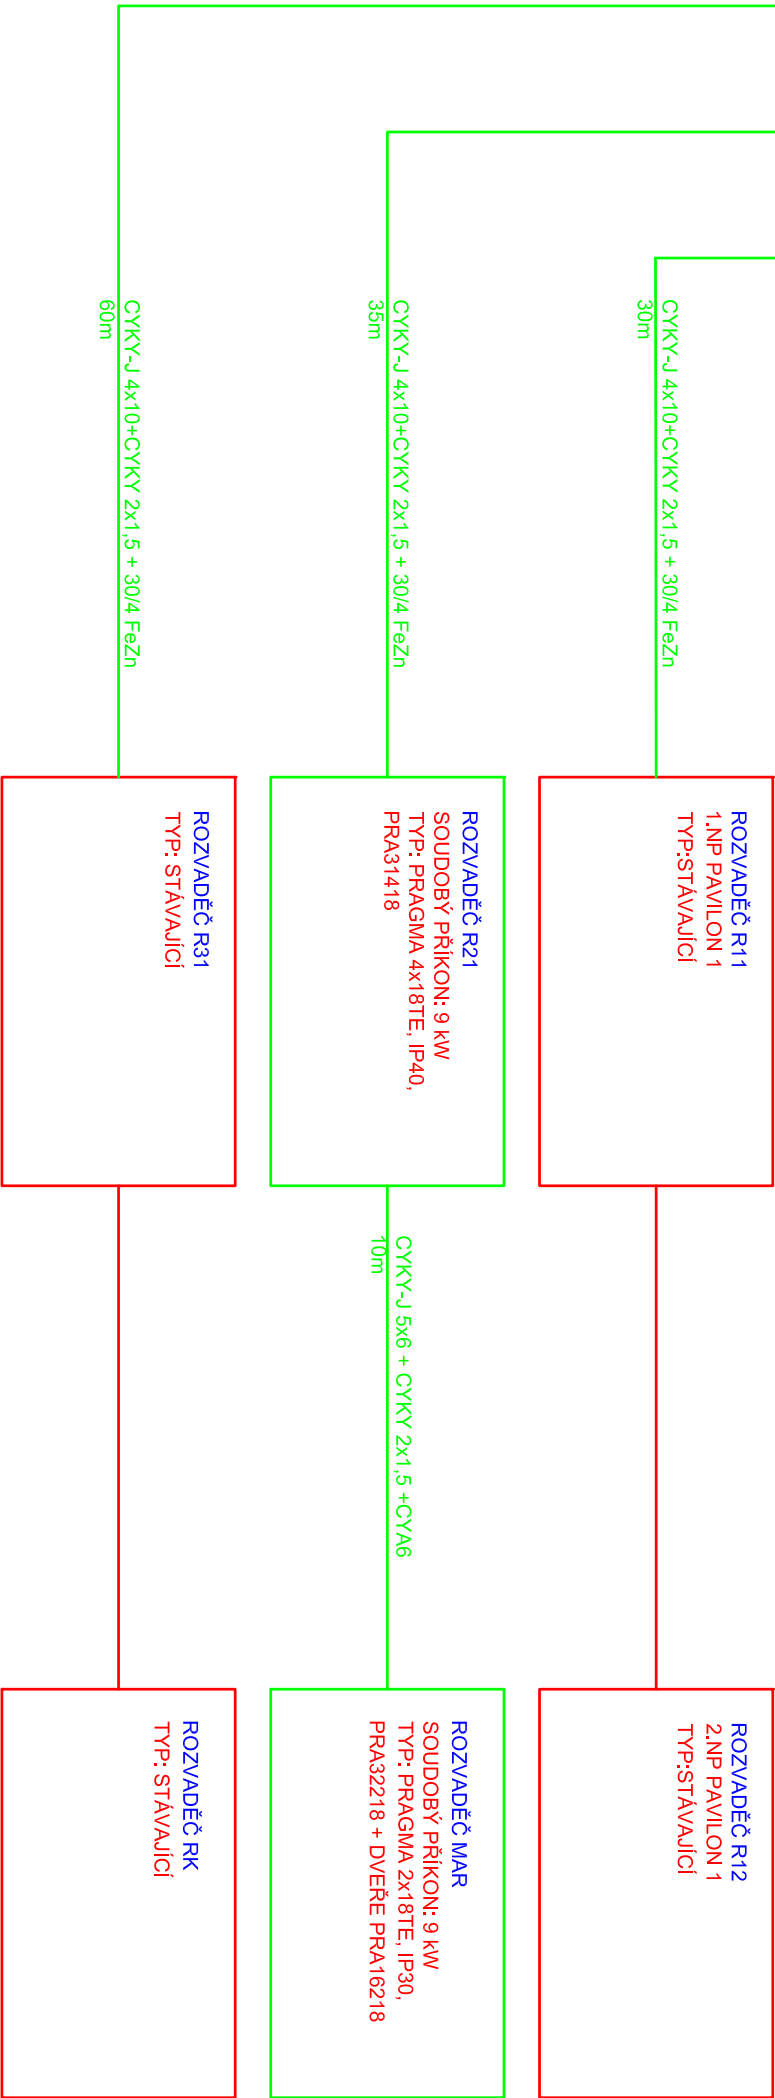 CYKY-J 4x10+CYKY 2x1,5 + 30/4 FeZn
30m
ROZVADĚČ R11
1.NP PAVILON 1
TYP:STÁVAJÍCÍ
ROZVADĚČ R12
2.NP PAVILON 1
TYP:STÁVAJÍCÍ
CYKY-J 4x10+CYKY 2x1,5 + 30/4 FeZn
35m
ROZVADĚČ R21
SOUDOBÝ PŘÍKON: 9 kW
TYP: PRAGMA 4x18TE, IP40,
PRA31418
CYKY-J 5x6 + CYKY 2x1,5 +CYA6
10m
ROZVADĚČ MAR
SOUDOBÝ PŘÍKON: 9 kW
TYP: PRAGMA 2x18TE, IP30,
PRA32218 + DVEŘE PRA16218
CYKY-J 4x10+CYKY 2x1,5 + 30/4 FeZn
60m
ROZVADĚČ R31
TYP: STÁVAJÍCÍ
ROZVADĚČ RK
TYP: STÁVAJÍCÍ